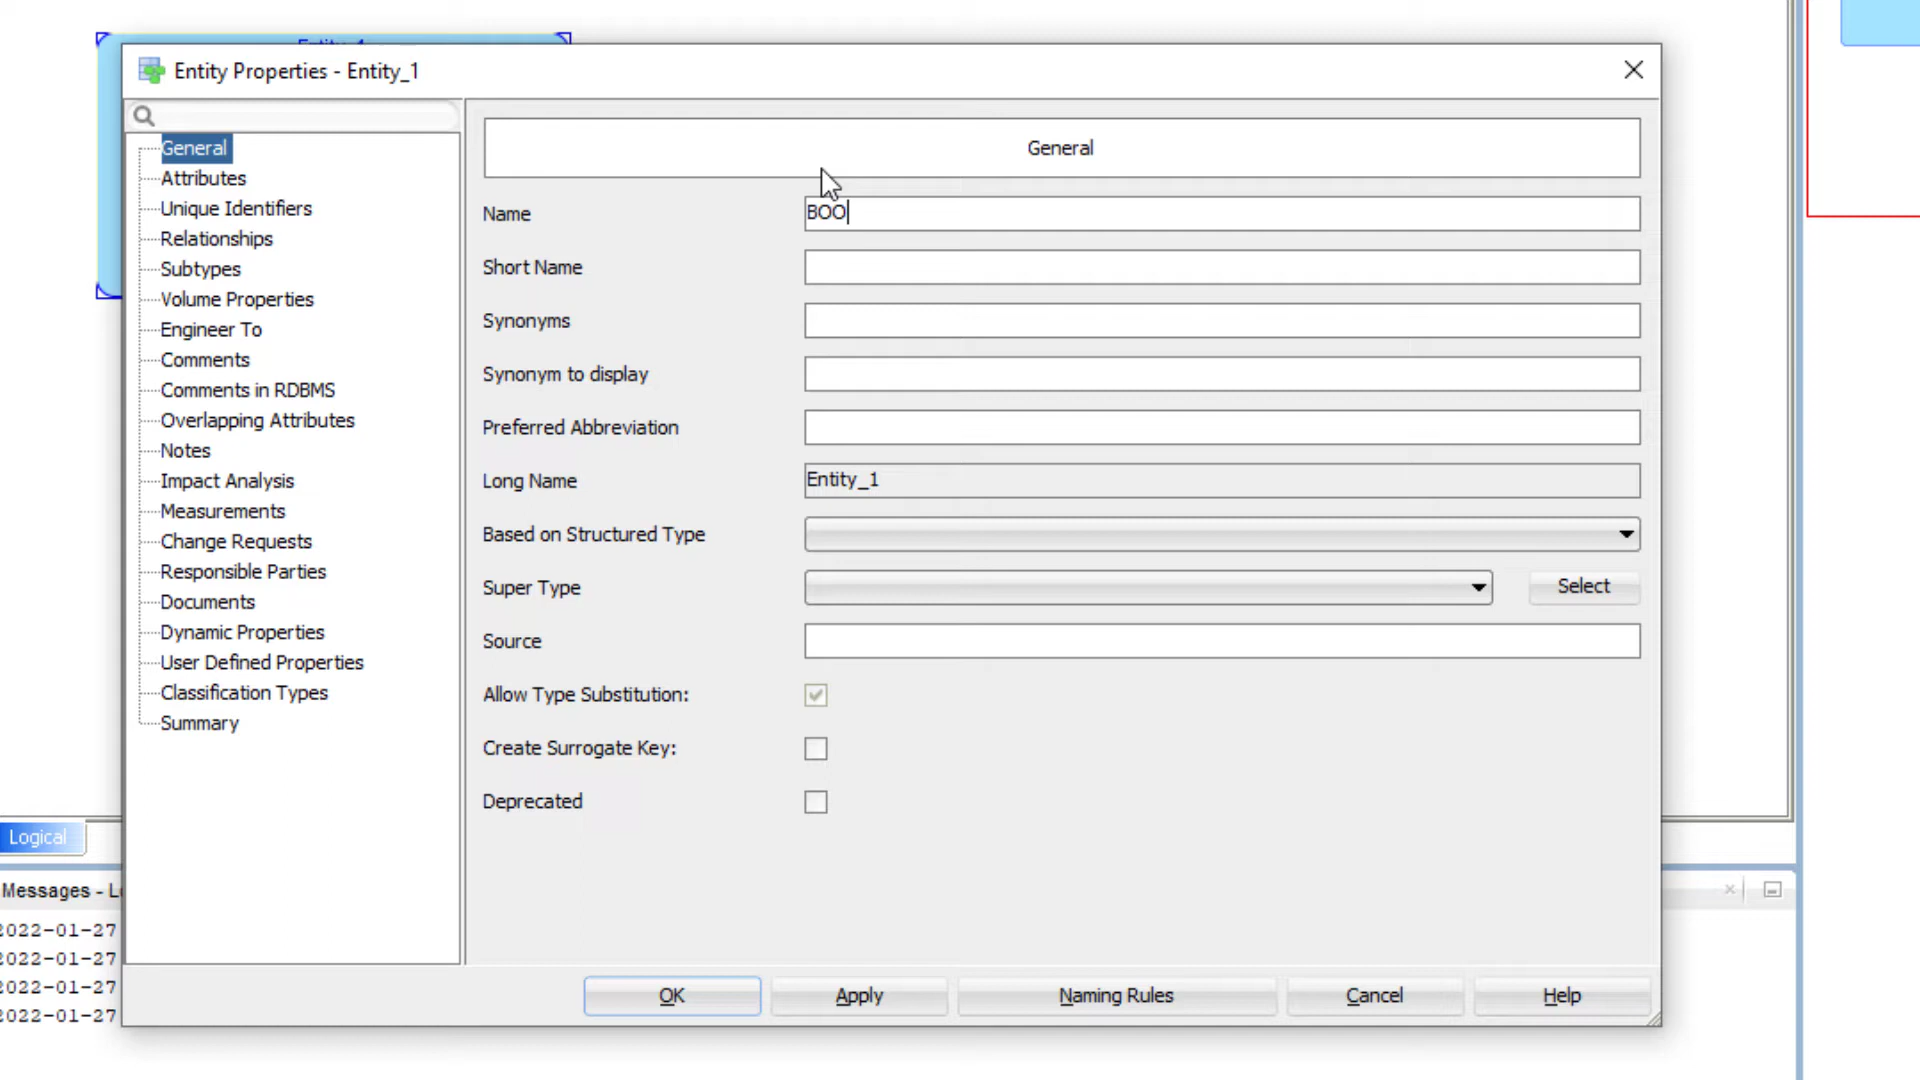 Entity_1
Entity Properties - Entity_1
General
Attributes
Unique Identifiers
Relationships
Subtypes
Volume Properties
Engineer To
Comments
Comments in RDBMS
Overlapping Attributes
Notes
Impact Analysis
Measurements
Change Requests
Responsible Parties
Documents
Dynamic Properties
User Defined Properties
Classification Types
Summary
General
Name BOO
Short Name
Synonyms
Synonym to display
Preferred Abbreviation
Long Name Entity_1
Based on Structured Type
Super Type Select
Source
Allow Type Substitution:
Create Surrogate Key:
Deprecated
OK Apply Naming Rules Cancel Help
Logical
Messages - L
2022-01-27
2022-01-27
2022-01-27
2022-01-27